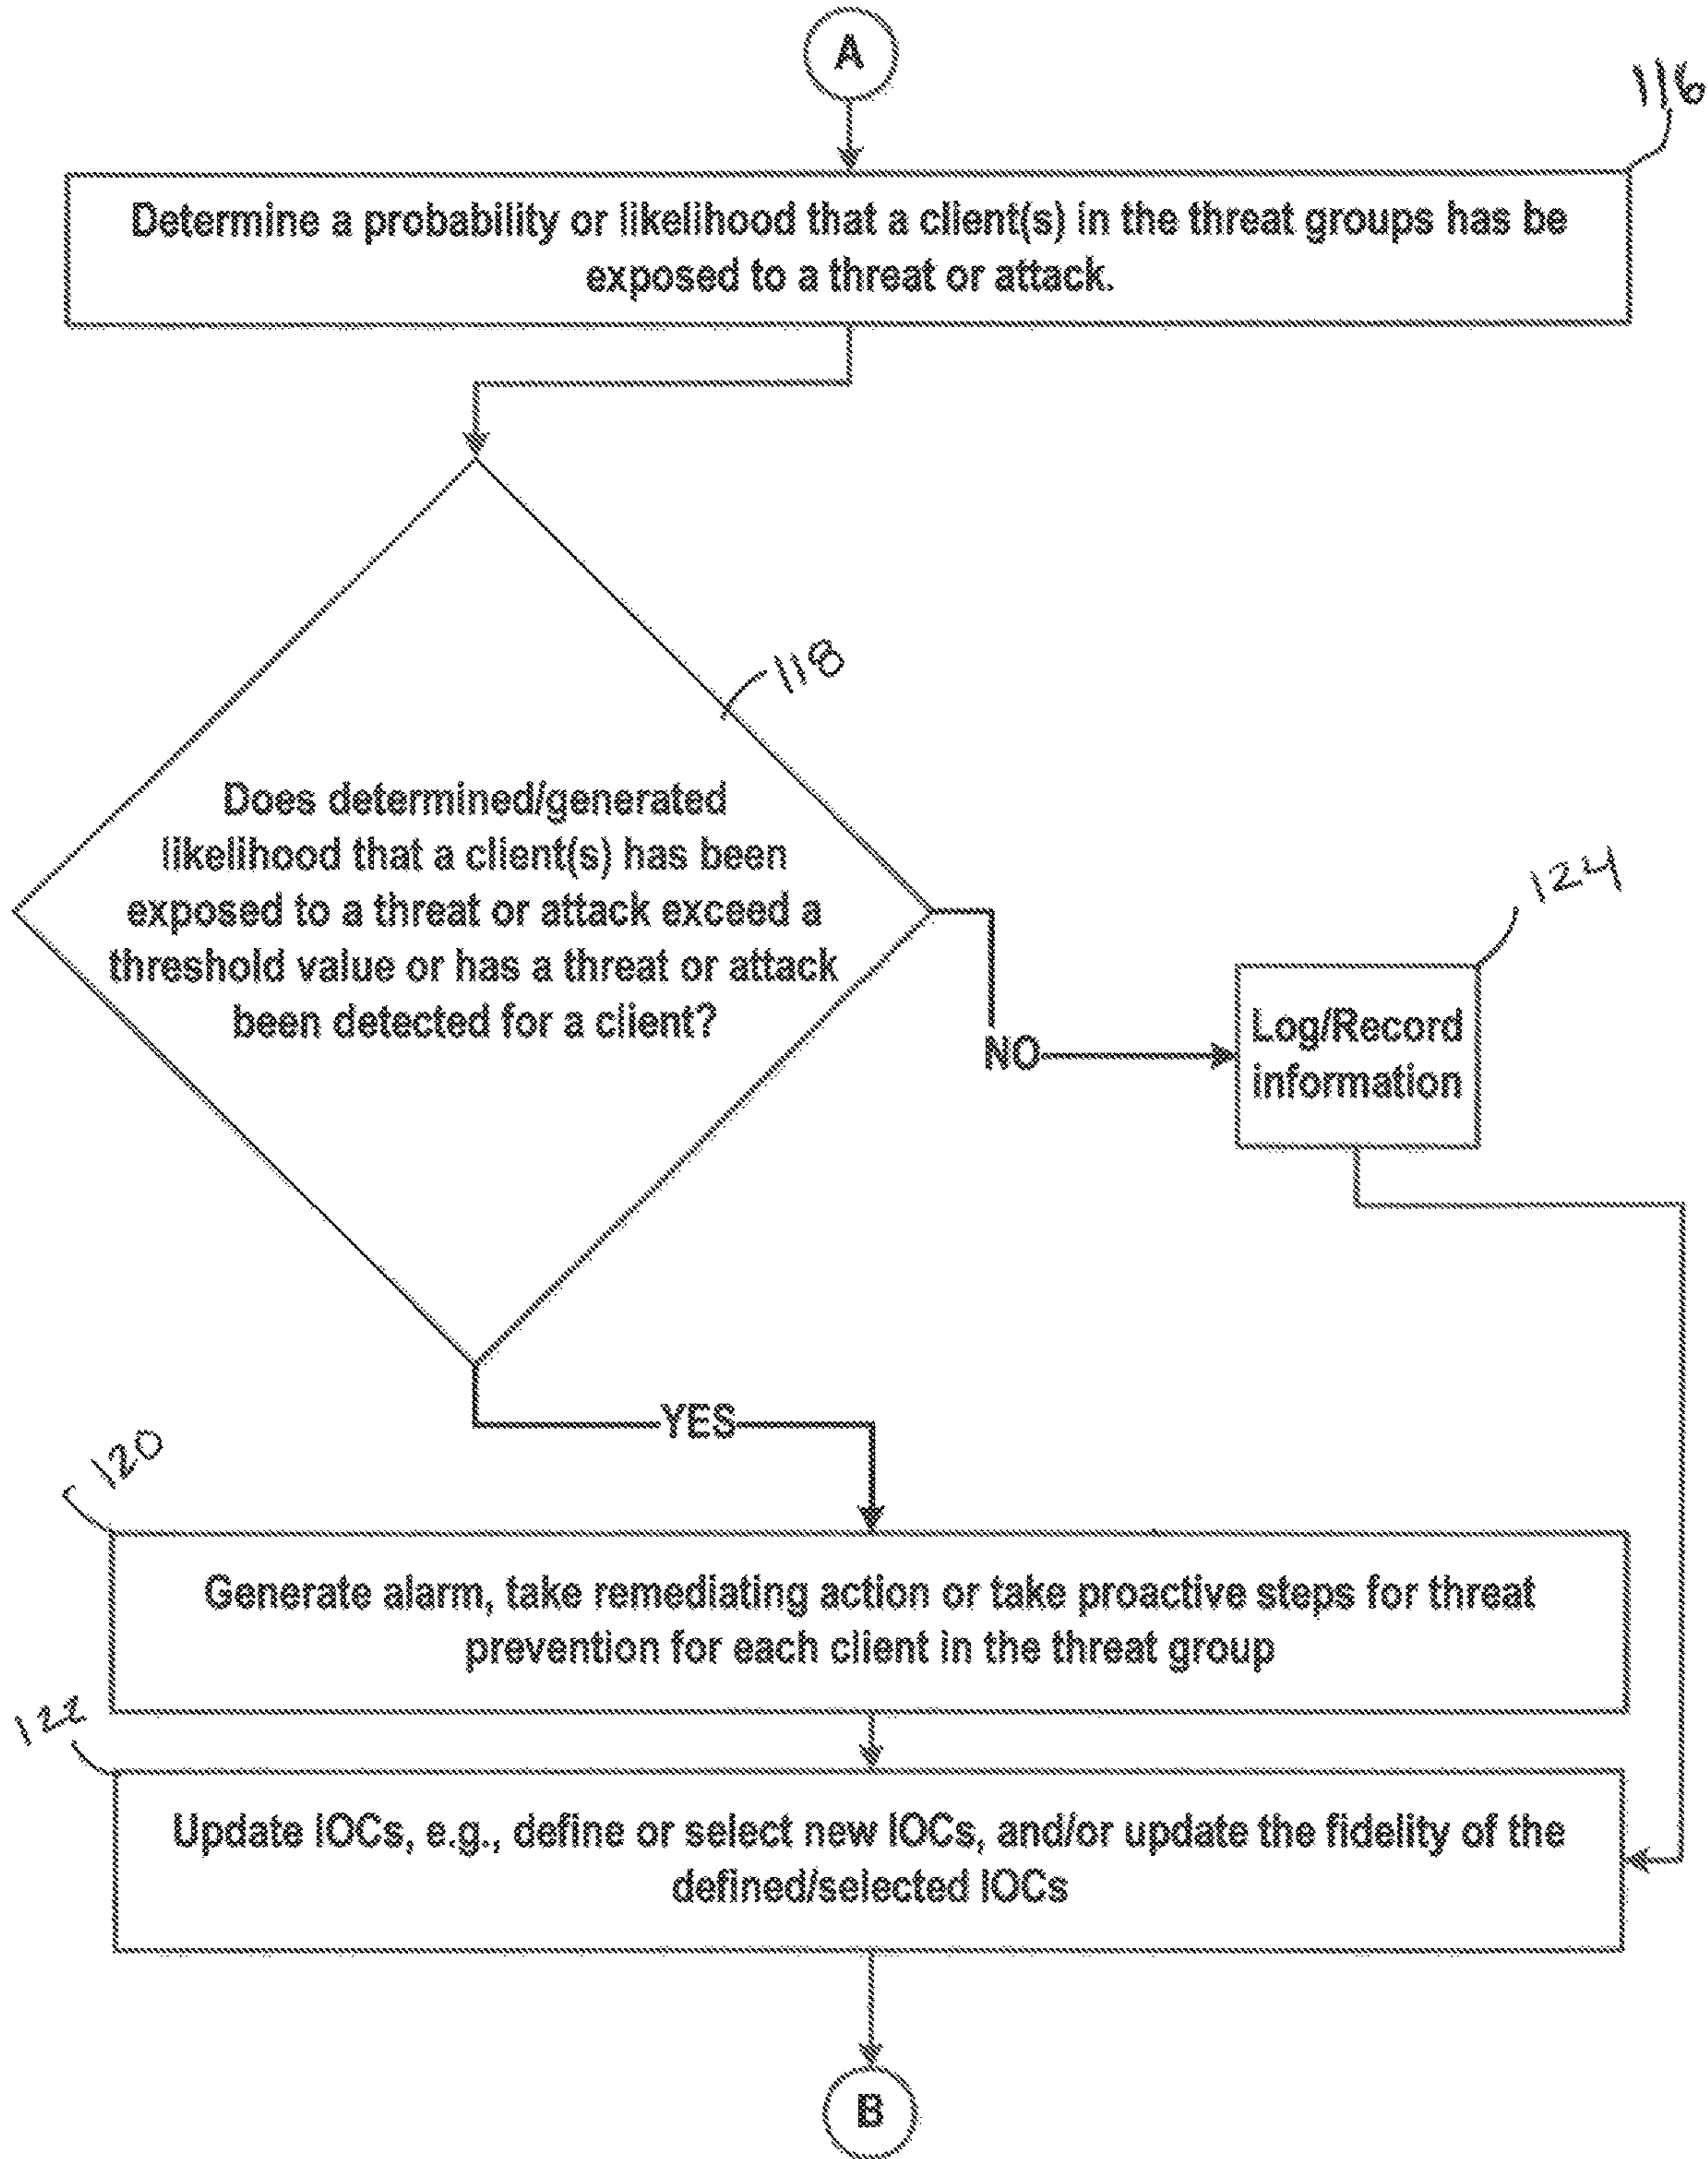 A
116
Determine a probability or likelihood that a client(s) in the threat groups has be
exposed to a threat or attack.
118
Does determined/generated
likelihood that a client(s) has been
exposed to a threat or attack exceed a
threshold value or has a threat or attack
been detected for a client?
124
NO
Log/Record
information
YES
120
Generate alarm, take remediating action or take proactive steps for threat
prevention for each client in the threat group
122
Update IOCs, e.g., define or select new IOCs, and/or update the fidelity of the
defined/selected IOCs
B